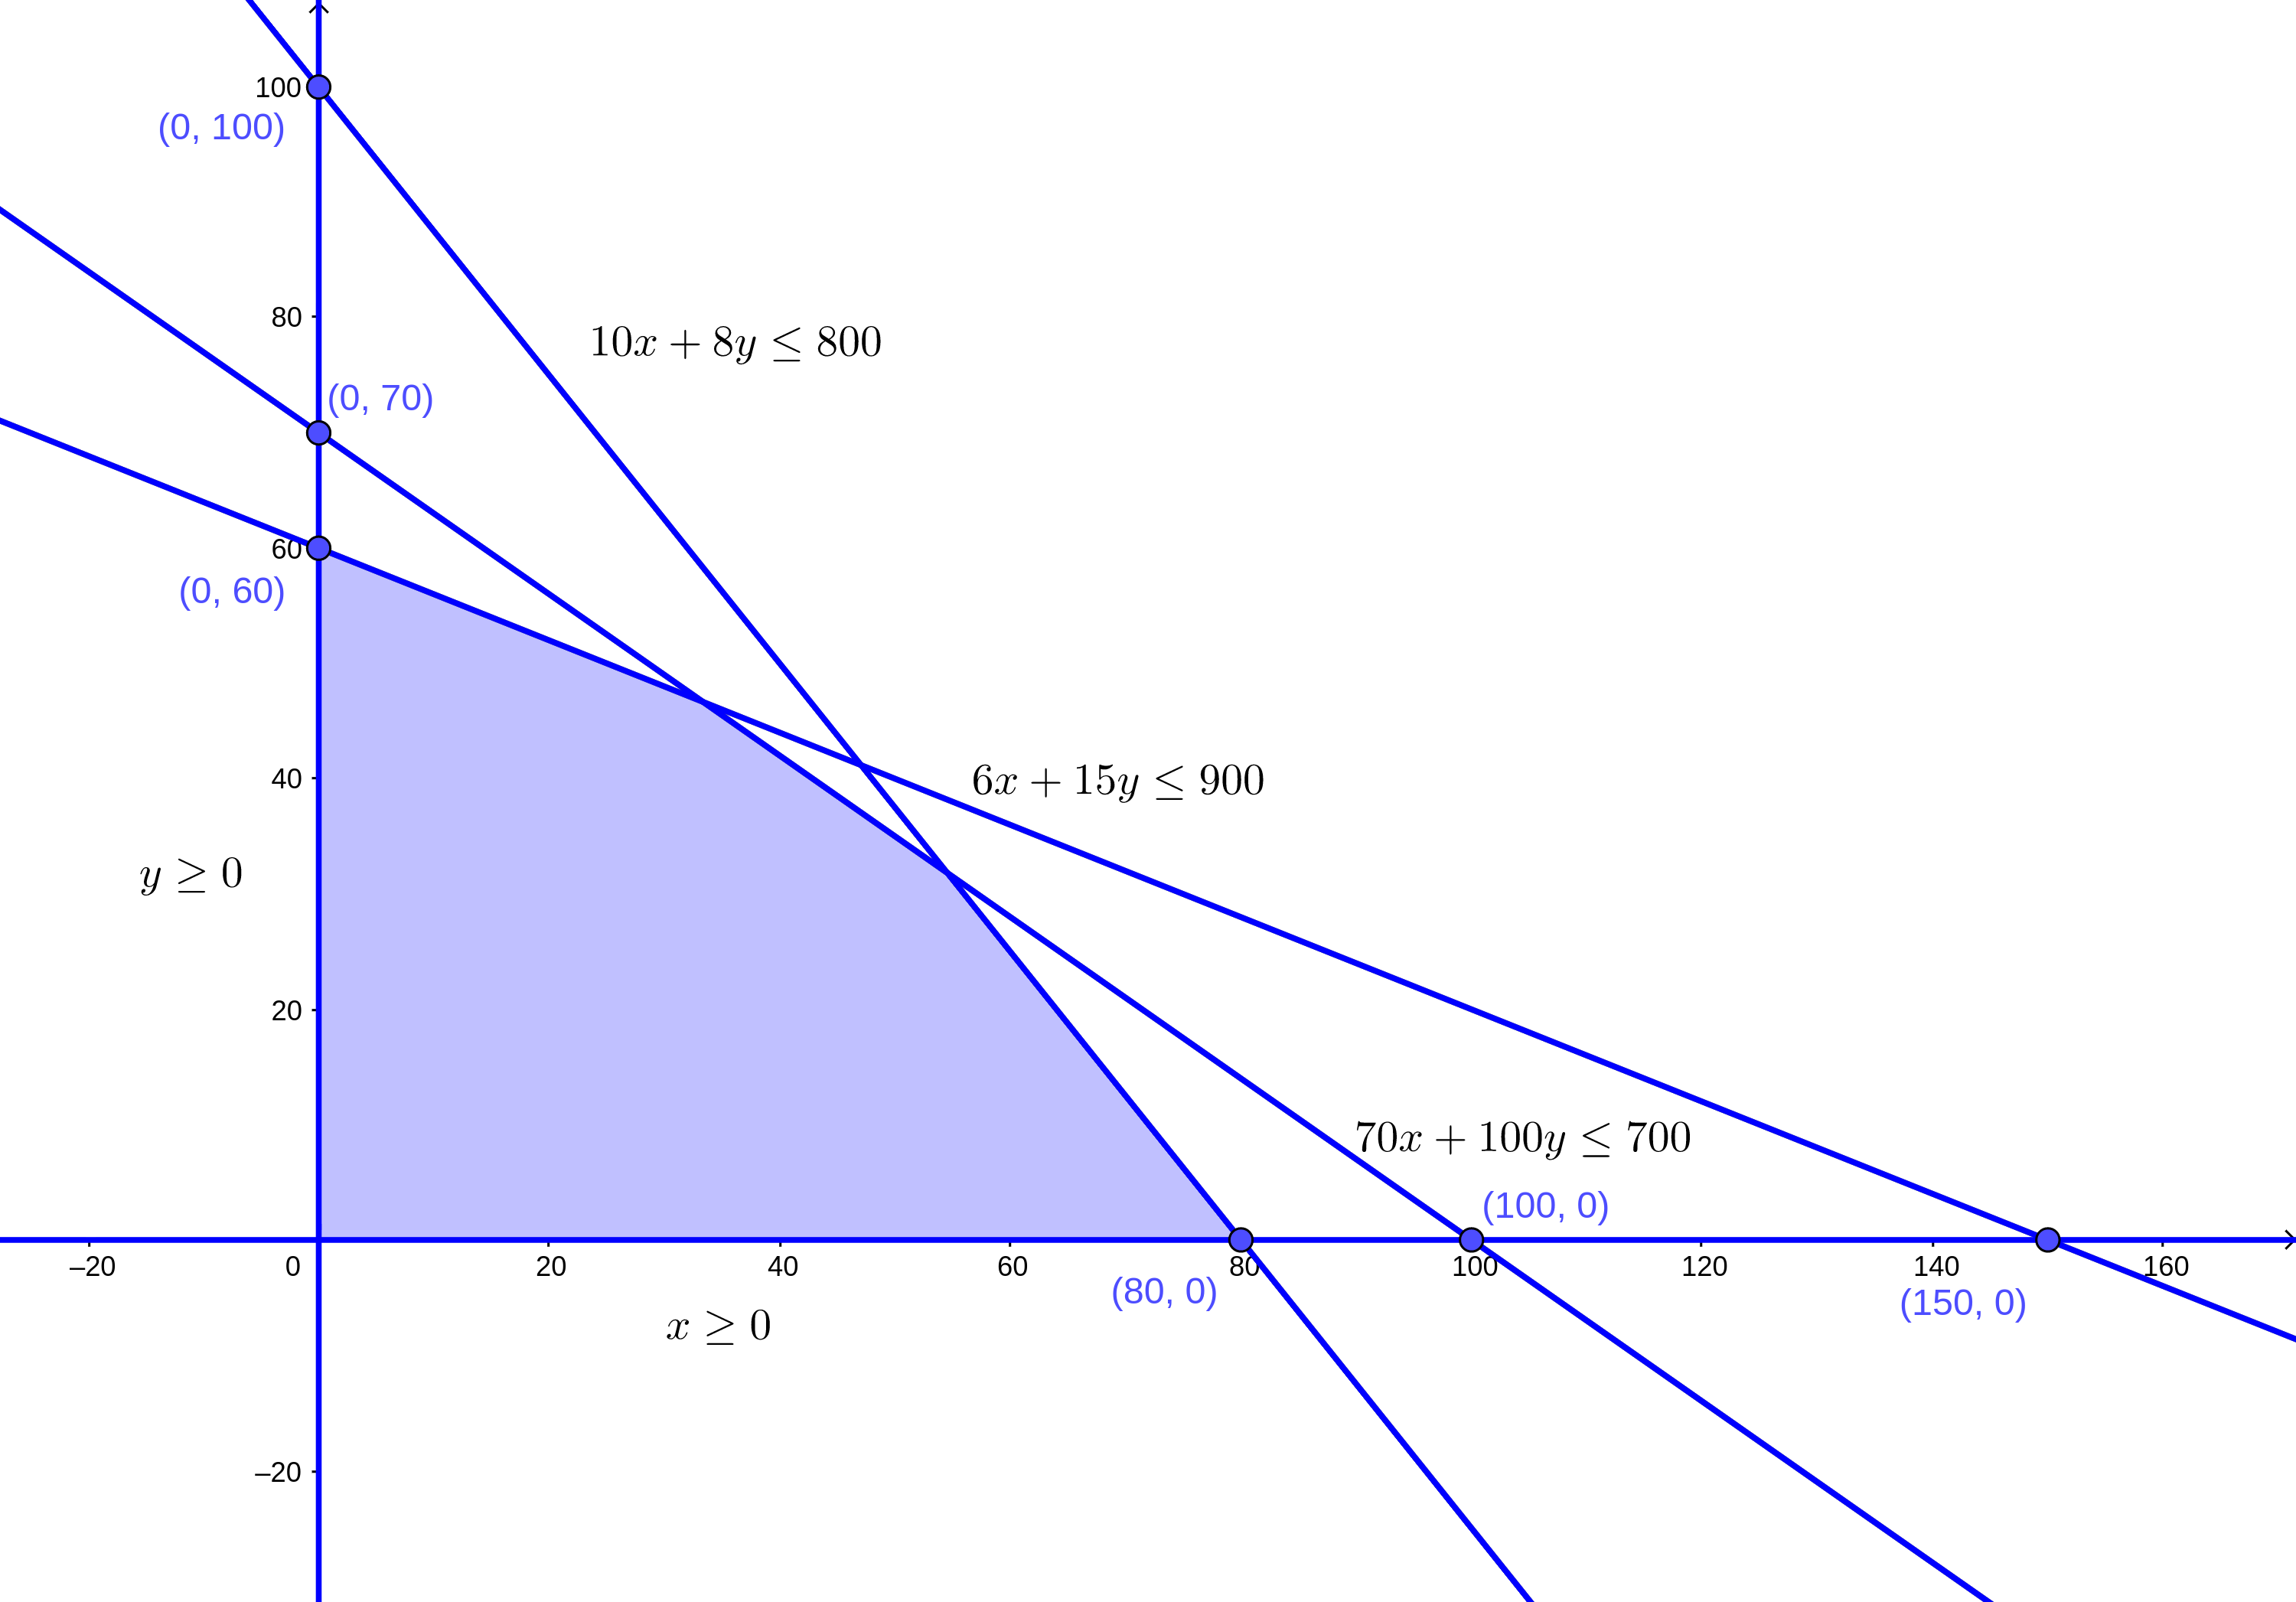 100
(0, 100)
80
10x + 8y ≤ 800
(0, 70)
60
(0, 60)
40
6x + 15y ≤ 900
y ≥ 0
20
70x + 100y ≤ 700
(100, 0)
–20 0 20 40 60 80 100 120 140 160
(80, 0)
(150, 0)
x ≥ 0
–20